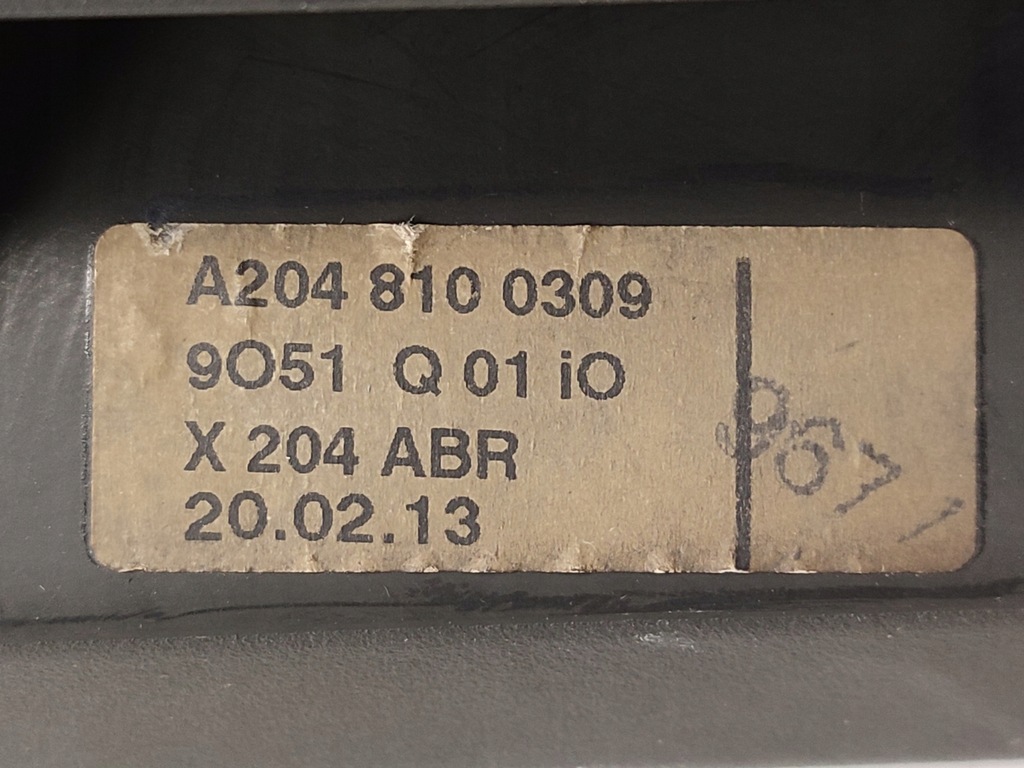 A204 810 0309
9O51 Q 01 iO
X 204 ABR
20.02.13